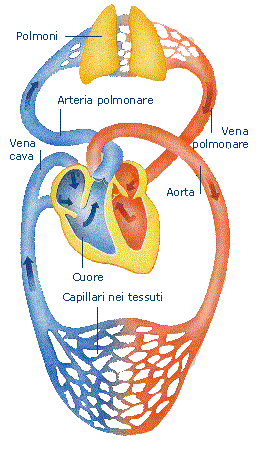 Polmoni
Arteria polmonare
Vena
cava
Vena
polmonare
Aorta
Cuore
Capillari nei tessuti